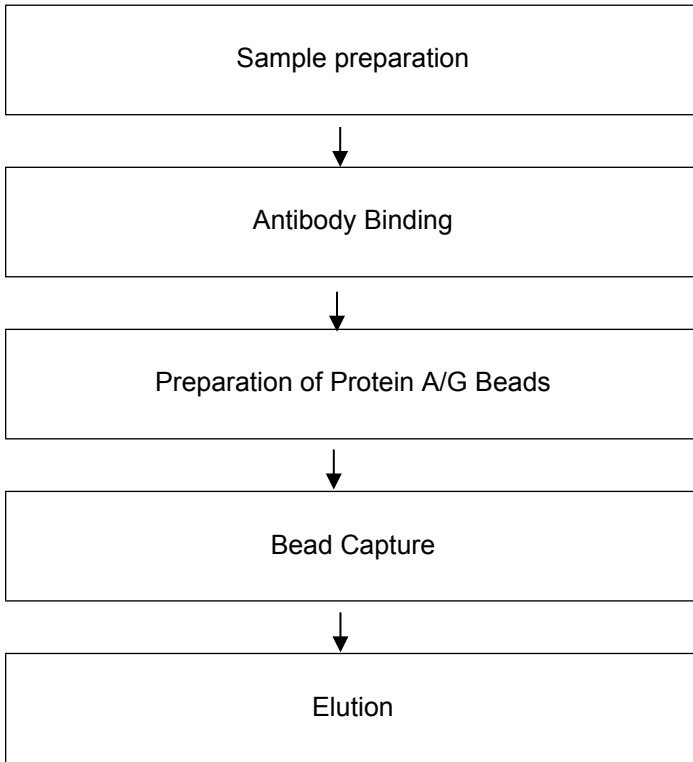 Sample preparation
Antibody Binding
Preparation of Protein A/G Beads
Bead Capture
Elution